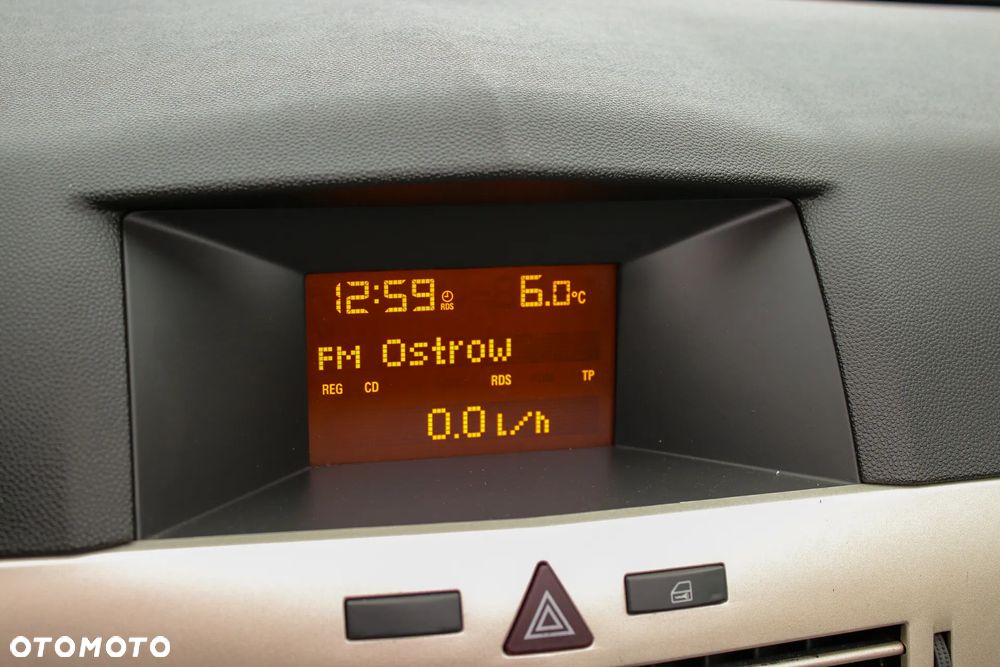 12:59 RDS 6.0°C
FM Ostrow
REG CD RDS TP
0.0 l/h
OTOMOTO